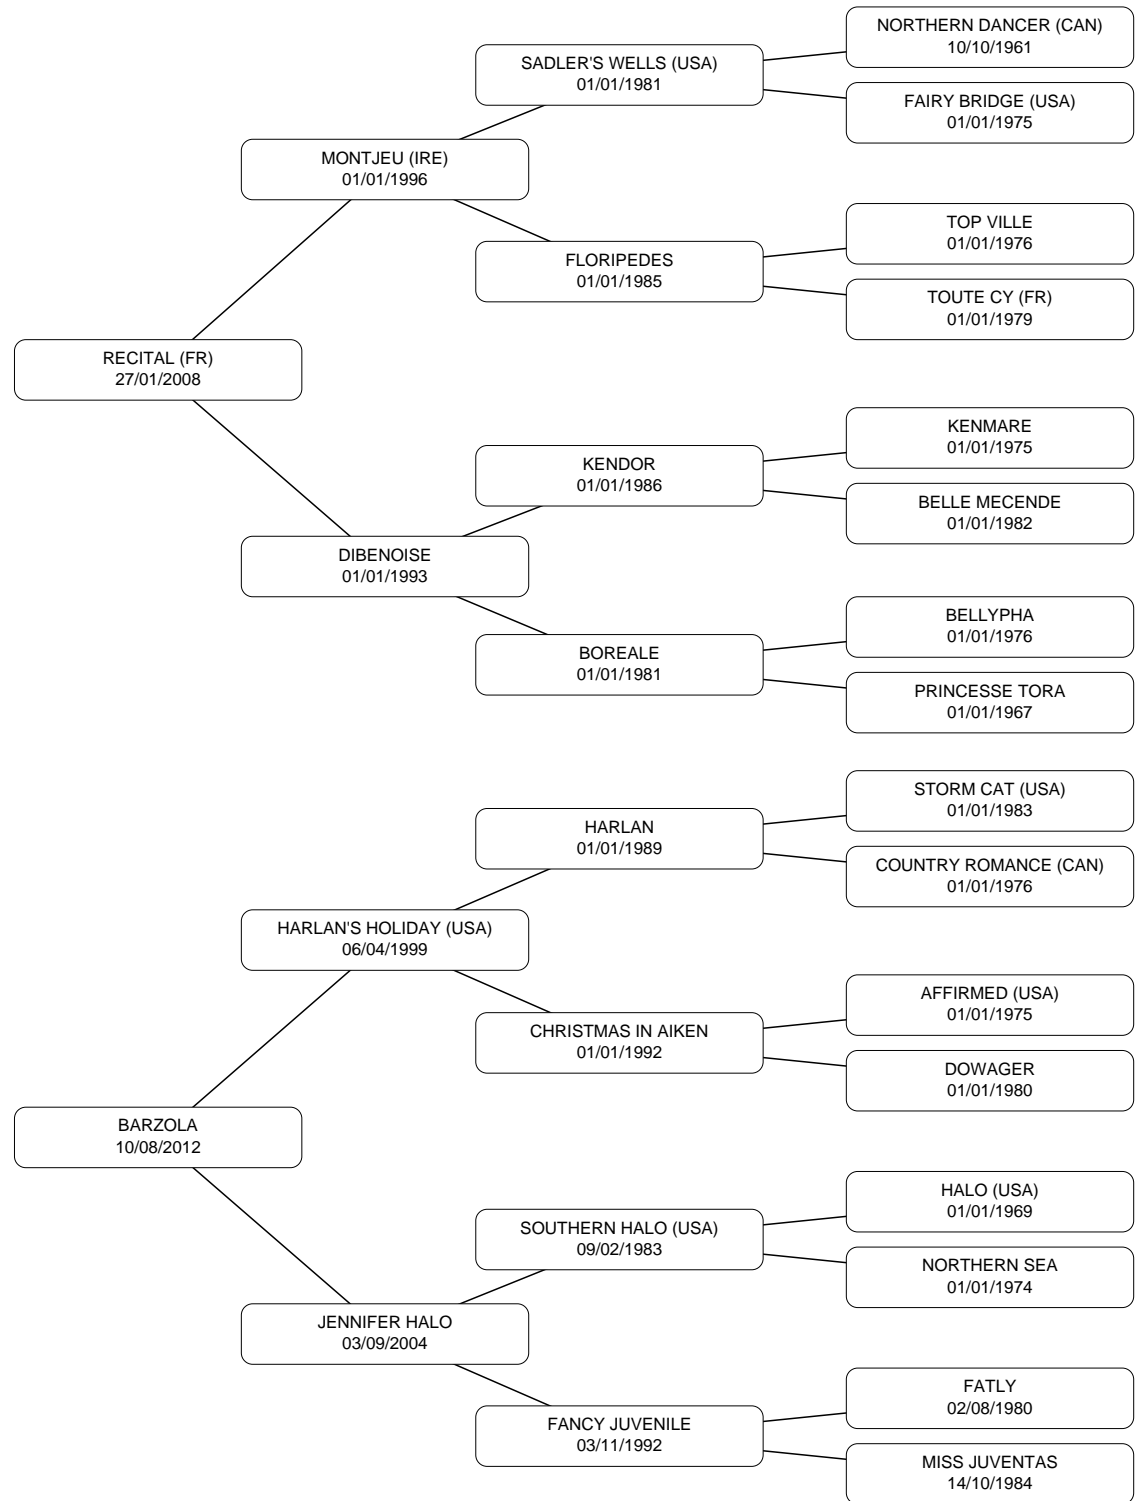 NORTHERN DANCER (CAN)
10/10/1961
SADLER'S WELLS (USA)
01/01/1981
FAIRY BRIDGE (USA)
01/01/1975
MONTJEU (IRE)
01/01/1996
TOP VILLE
01/01/1976
FLORIPEDES
01/01/1985
TOUTE CY (FR)
01/01/1979
RECITAL (FR)
27/01/2008
KENMARE
01/01/1975
KENDOR
01/01/1986
BELLE MECENDE
01/01/1982
DIBENOISE
01/01/1993
BELLYPHA
01/01/1976
BOREALE
01/01/1981
PRINCESSE TORA
01/01/1967
STORM CAT (USA)
01/01/1983
HARLAN
01/01/1989
COUNTRY ROMANCE (CAN)
01/01/1976
HARLAN'S HOLIDAY (USA)
06/04/1999
AFFIRMED (USA)
01/01/1975
CHRISTMAS IN AIKEN
01/01/1992
DOWAGER
01/01/1980
BARZOLA
10/08/2012
HALO (USA)
01/01/1969
SOUTHERN HALO (USA)
09/02/1983
NORTHERN SEA
01/01/1974
JENNIFER HALO
03/09/2004
FATLY
02/08/1980
FANCY JUVENILE
03/11/1992
MISS JUVENTAS
14/10/1984